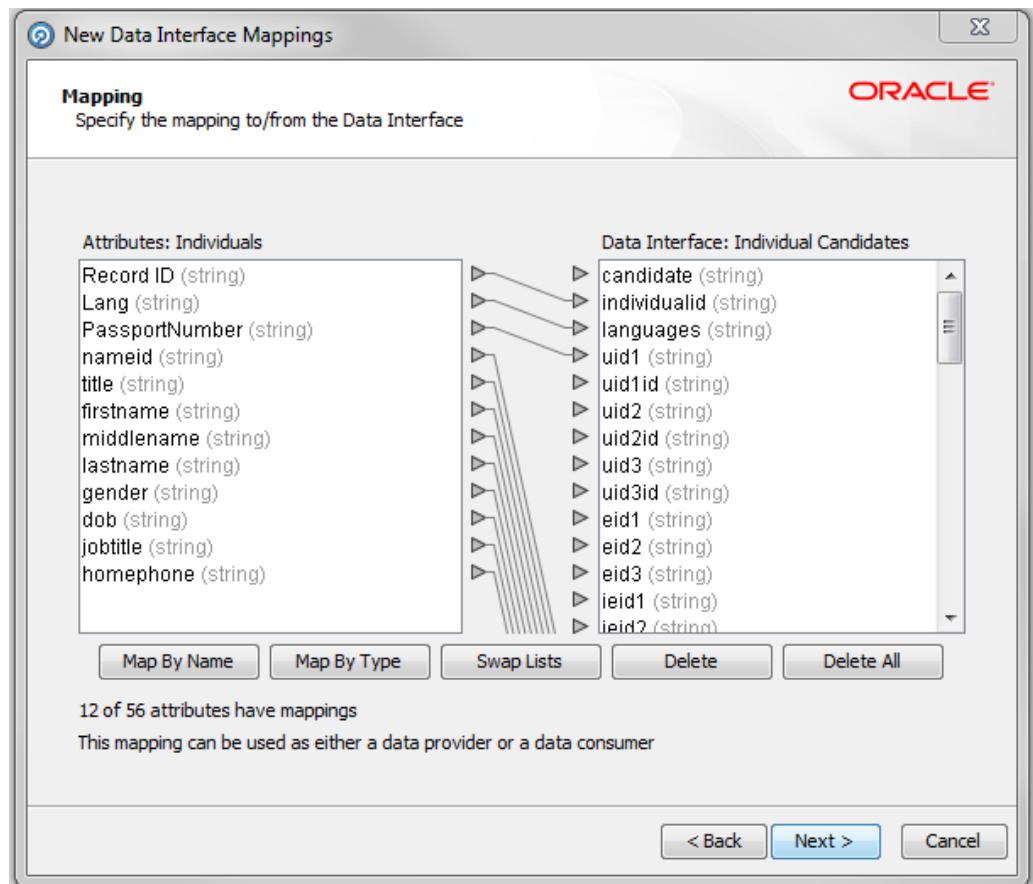 New Data Interface Mappings
Mapping
ORACLE
Specify the mapping to/from the Data Interface
Attributes: Individuals
Record ID (string)
Lang (string)
PassportNumber (string)
nameid (string)
title (string)
firstname (string)
middlename (string)
lastname (string)
gender (string)
dob (string)
jobtitle (string)
homephone (string)
Data Interface: Individual Candidates
candidate (string)
individualid (string)
languages (string)
uid1 (string)
uid1id (string)
uid2 (string)
uid2id (string)
uid3 (string)
uid3id (string)
eid1 (string)
eid2 (string)
eid3 (string)
ieid1 (string)
ieid2 (string)
Map By Name Map By Type Swap Lists Delete Delete All
12 of 56 attributes have mappings
This mapping can be used as either a data provider or a data consumer
< Back Next > Cancel